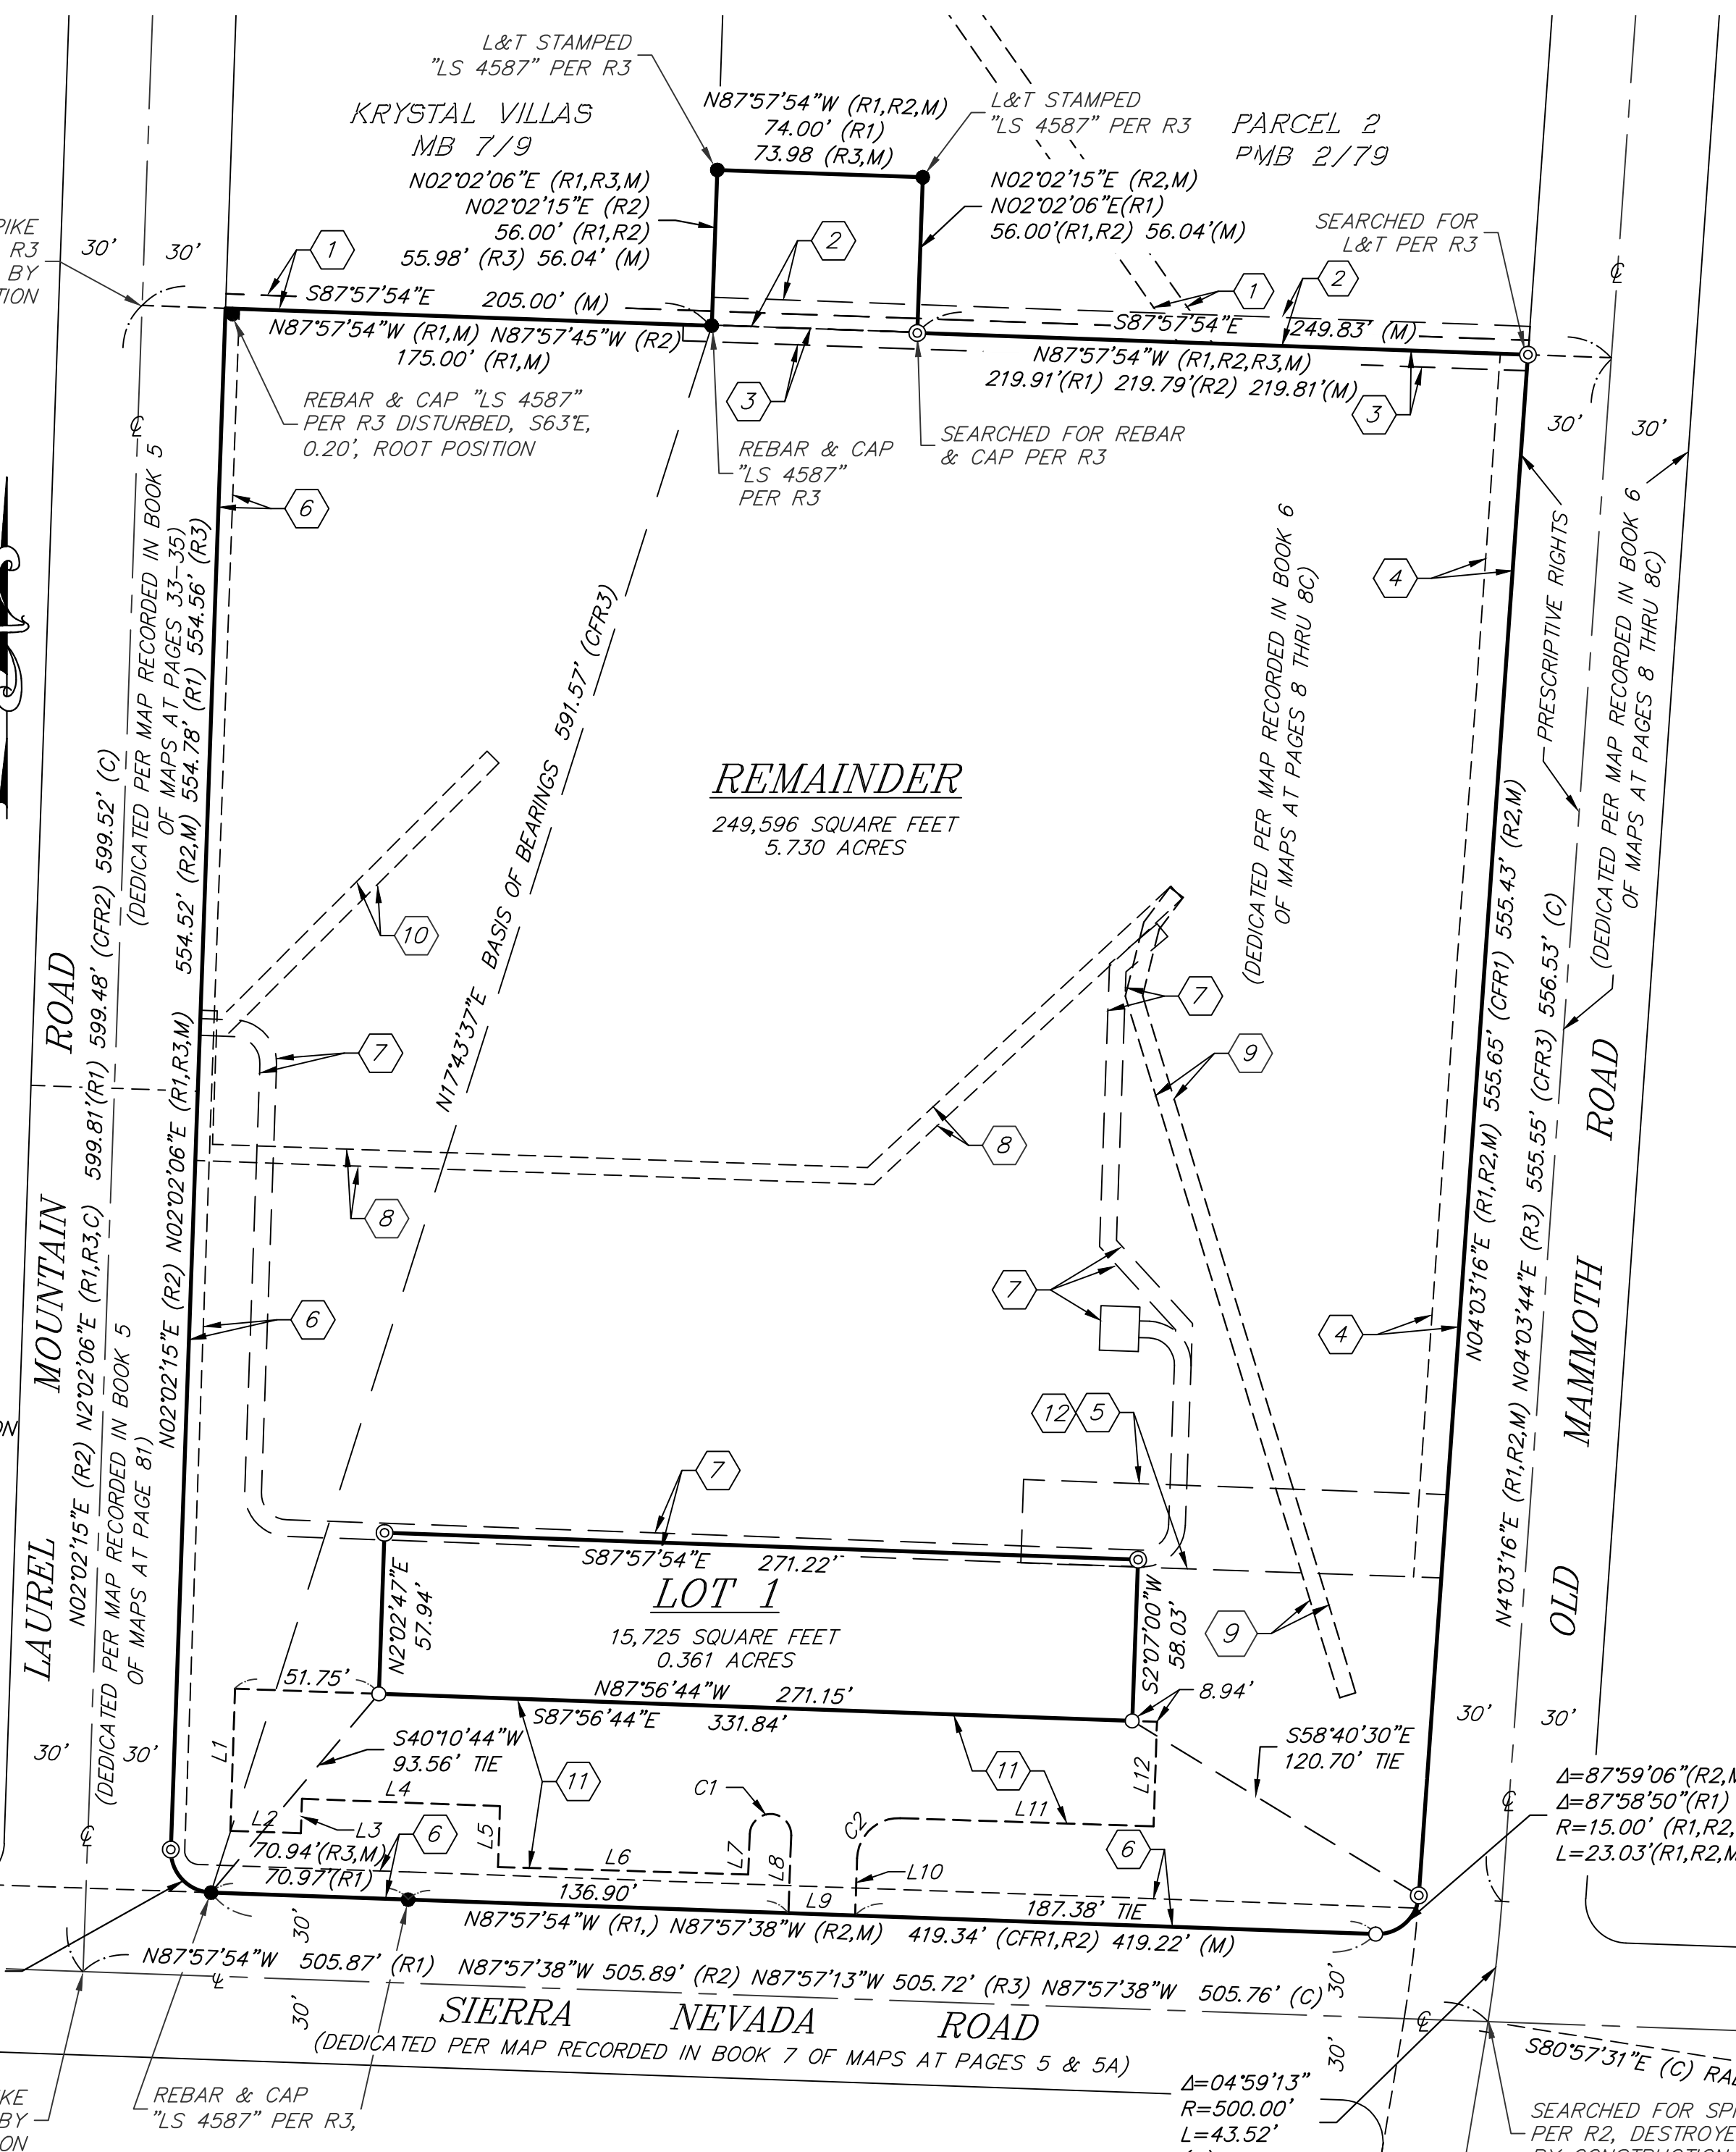 L&T STAMPED
"LS 4587" PER R3
KRYSTAL VILLAS
MB 7/9
N87°57'54"W (R1,R2,M)
74.00' (R1)
73.98 (R3,M)
L&T STAMPED
"LS 4587" PER R3
PARCEL 2
PMB 2/79
N02°02'06"E (R1,R3,M)
N02°02'15"E (R2)
56.00' (R1,R2)
55.98' (R3) 56.04' (M)
N02°02'15"E (R2,M)
N02°02'06"E(R1)
56.00'(R1,R2) 56.04'(M)
SEARCHED FOR
L&T PER R3
PIKE
R3
BY
TION
30'
30'
1
2
1
2
℄
S87°57'54"E 205.00' (M)
N87°57'54"W (R1,M) N87°57'45"W (R2)
175.00' (R1,M)
S87°57'54"E 249.83' (M)
N87°57'54"W (R1,R2,R3,M)
219.91'(R1) 219.79'(R2) 219.81'(M)
3
3
REBAR & CAP "LS 4587"
PER R3 DISTURBED, S63°E,
0.20', ROOT POSITION
REBAR & CAP
"LS 4587"
PER R3
SEARCHED FOR REBAR
& CAP PER R3
30'
30'
℄
6
4
(DEDICATED PER MAP RECORDED IN BOOK 5
OF MAPS AT PAGES 33-35)
554.52' (R2,M) 554.78' (R1) 554.56' (R3)
N02°02'15"E (R2) N02°02'06"E (R1,R3,M)
N17°43'37"E BASIS OF BEARINGS 591.57' (CFR3)
(DEDICATED PER MAP RECORDED IN BOOK 6
OF MAPS AT PAGES 8 THRU 8C)
PRESCRIPTIVE RIGHTS
(DEDICATED PER MAP RECORDED IN BOOK 6
OF MAPS AT PAGES 8 THRU 8C)
REMAINDER
249,596 SQUARE FEET
5.730 ACRES
10
7
7
9
8
8
7
6
4
12
5
7
9
LAUREL MOUNTAIN ROAD
N02°02'15"E (R2) N2°02'06"E (R1,R3,C) 599.81'(R1) 599.48' (CFR2) 599.52' (C)
(DEDICATED PER MAP RECORDED IN BOOK 5
OF MAPS AT PAGE 81)
N04°03'16"E (R1,R2,M) 555.65' (CFR1) 555.43' (R2,M)
N4°03'16"E (R1,R2,M) N04°03'44"E (R3) 555.55' (CFR3) 556.53' (C)
OLD MAMMOTH ROAD
ON
S87°57'54"E 271.22'
LOT 1
15,725 SQUARE FEET
0.361 ACRES
N2°02'47"E
57.94'
S2°07'00"W
58.03'
51.75'
N87°56'44"W 271.15'
S87°56'44"E 331.84'
8.94'
S40°10'44"W
93.56' TIE
S58°40'30"E
120.70' TIE
30'
30'
30'
30'
℄
℄
11
11
L1
L2
L3
L4
L5
L6
L7
L8
L9
L10
L11
L12
C1
C2
6
6
70.94'(R3,M)
70.97'(R1)
136.90'
187.38' TIE
Δ=87°59'06"(R2,M
Δ=87°58'50"(R1)
R=15.00' (R1,R2,
L=23.03'(R1,R2,M
N87°57'54"W (R1,) N87°57'38"W (R2,M) 419.34' (CFR1,R2) 419.22' (M)
N87°57'54"W 505.87' (R1) N87°57'38"W 505.89' (R2) N87°57'13"W 505.72' (R3) N87°57'38"W 505.76' (C)
30'
30'
30'
30'
℄
℄
SIERRA NEVADA ROAD
(DEDICATED PER MAP RECORDED IN BOOK 7 OF MAPS AT PAGES 5 & 5A)
S80°57'31"E (C) RAD
IKE
BY
ION
REBAR & CAP
"LS 4587" PER R3,
Δ=04°59'13"
R=500.00'
L=43.52'
SEARCHED FOR SPI
PER R2, DESTROYE
BY CONSTRUCTION